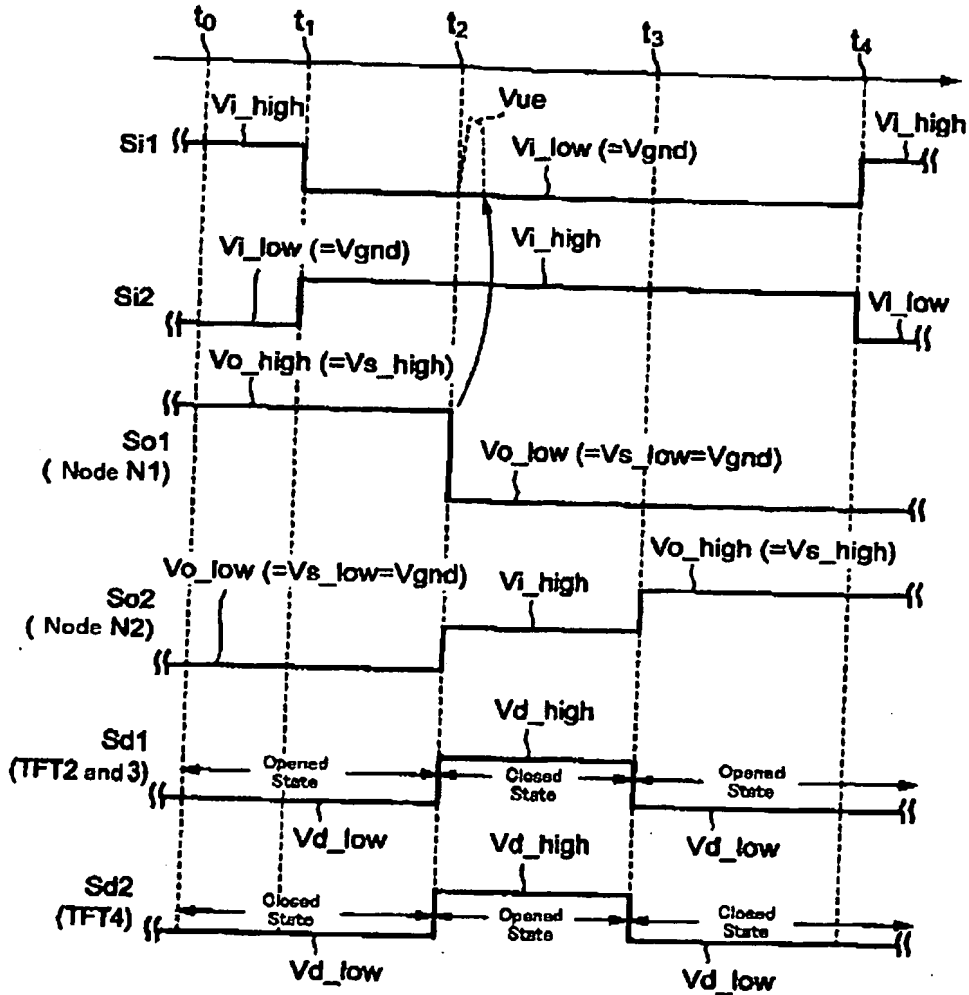 t0 t1 t2 t3 t4
Vue
Vi_high Vi_high
Si1 Vi_low (=Vgnd)
Vi_low (=Vgnd) Vi_high
Si2 Vi_low
Vo_high (=Vs_high)
So1
( Node N1) Vo_low (=Vs_low=Vgnd)
Vo_low (=Vs_low=Vgnd) Vi_high Vo_high (=Vs_high)
So2
( Node N2)
Vd_high
Sd1
(TFT2 and 3) Opened State Closed State Opened State
Vd_low Vd_low
Vd_high
Sd2
(TFT4) Closed State Opened State Closed State
Vd_low Vd_low